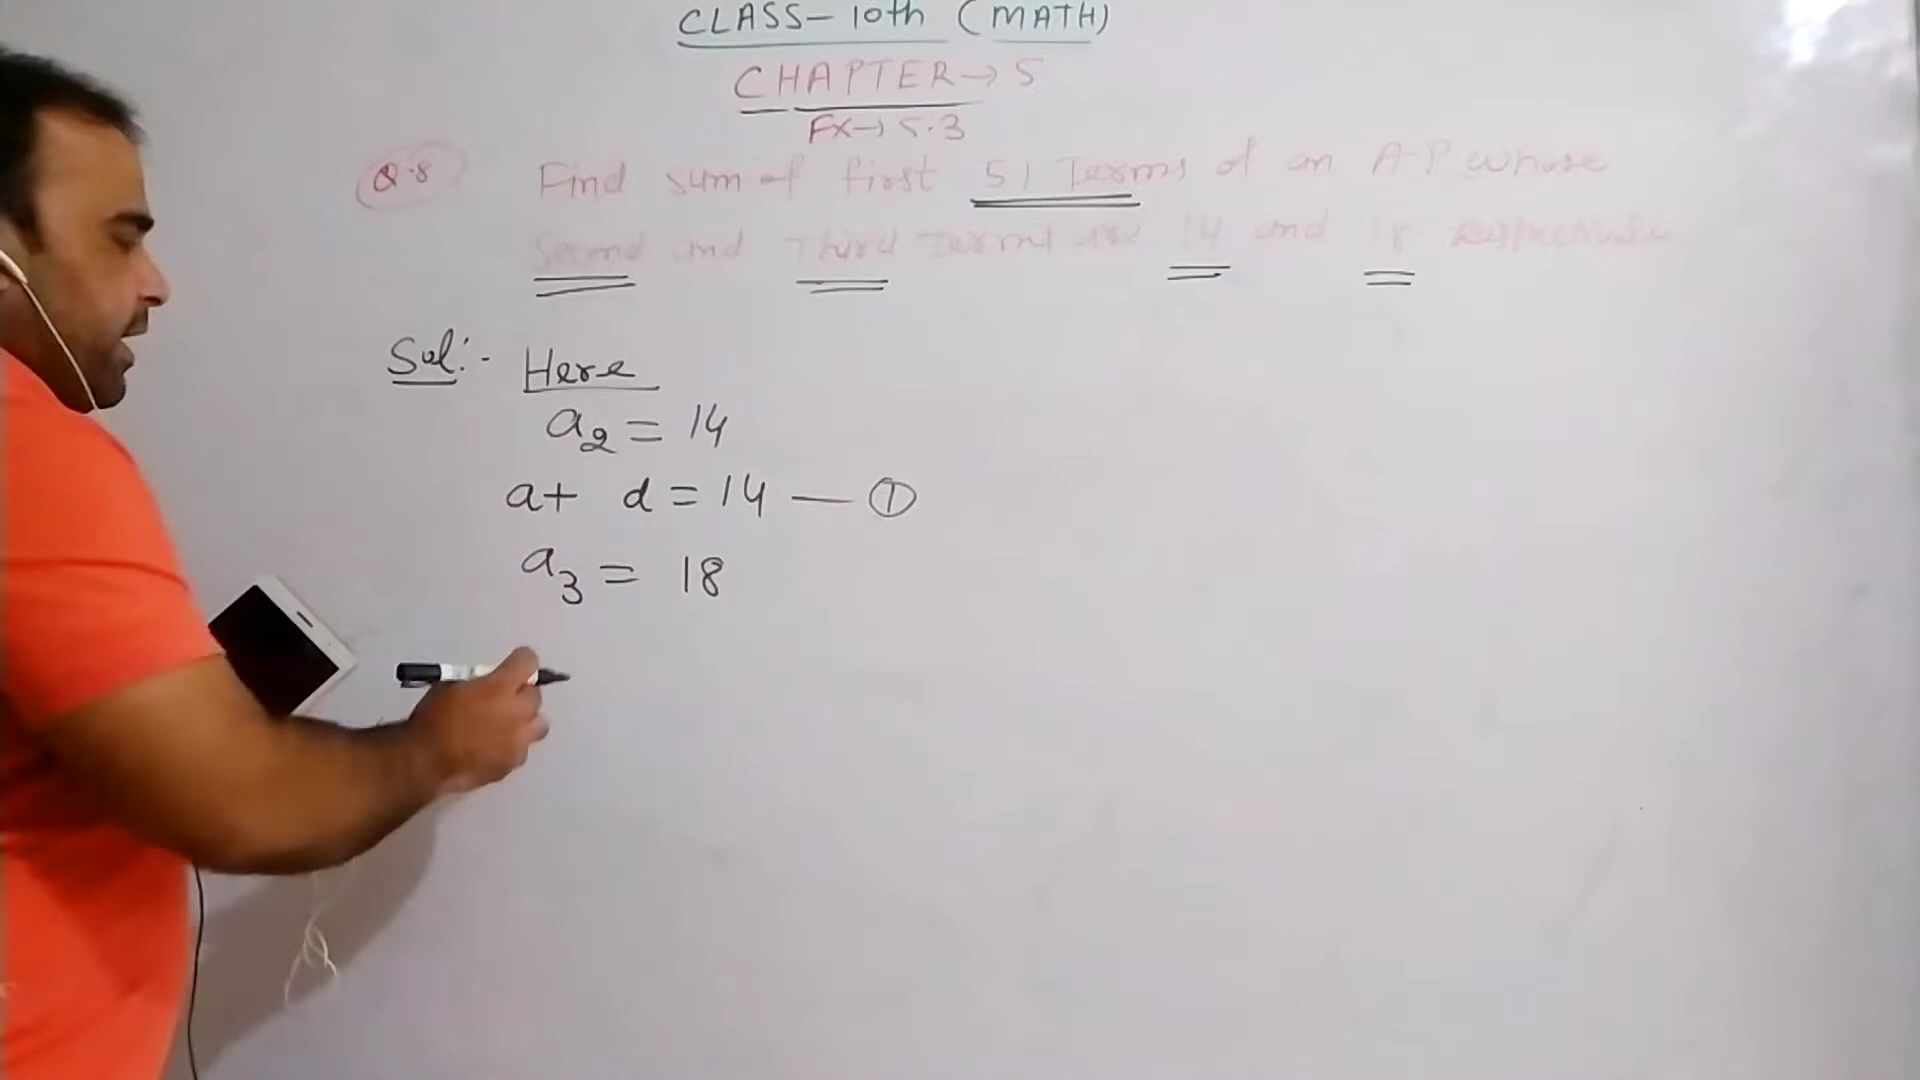 CLASS- 10th (MATH)
CHAPTER→ 5
EX→ 5.3
Q.8 Find sum of first 51 Terms of an A.P whose
Second and Third Terms are 14 and 18 respectively
Sol:- Here
a₂ = 14
a+ d = 14 — ①
a₃ = 18